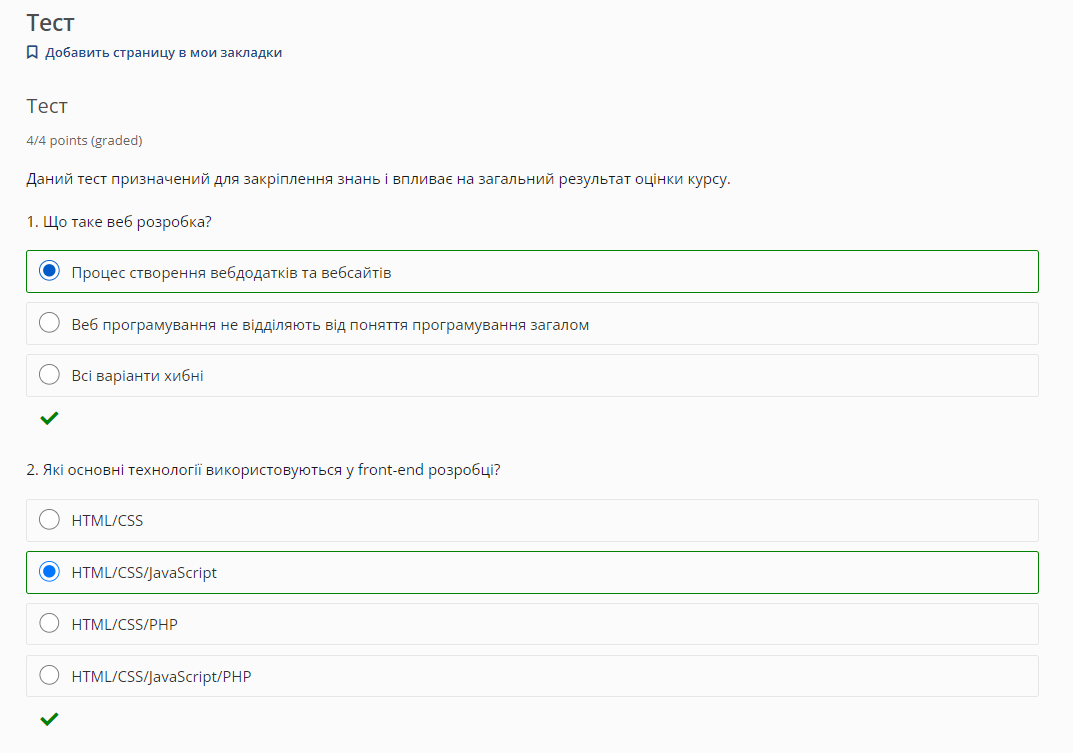 Тест
Добавить страницу в мои закладки
Тест
4/4 points (graded)
Даний тест призначений для закріплення знань і впливає на загальний результат оцінки курсу.
1. Що таке веб розробка?
Процес створення вебдодатків та вебсайтів
Веб програмування не відділяють від поняття програмування загалом
Всі варіанти хибні
2. Які основні технології використовуються у front-end розробці?
HTML/CSS
HTML/CSS/JavaScript
HTML/CSS/PHP
HTML/CSS/JavaScript/PHP